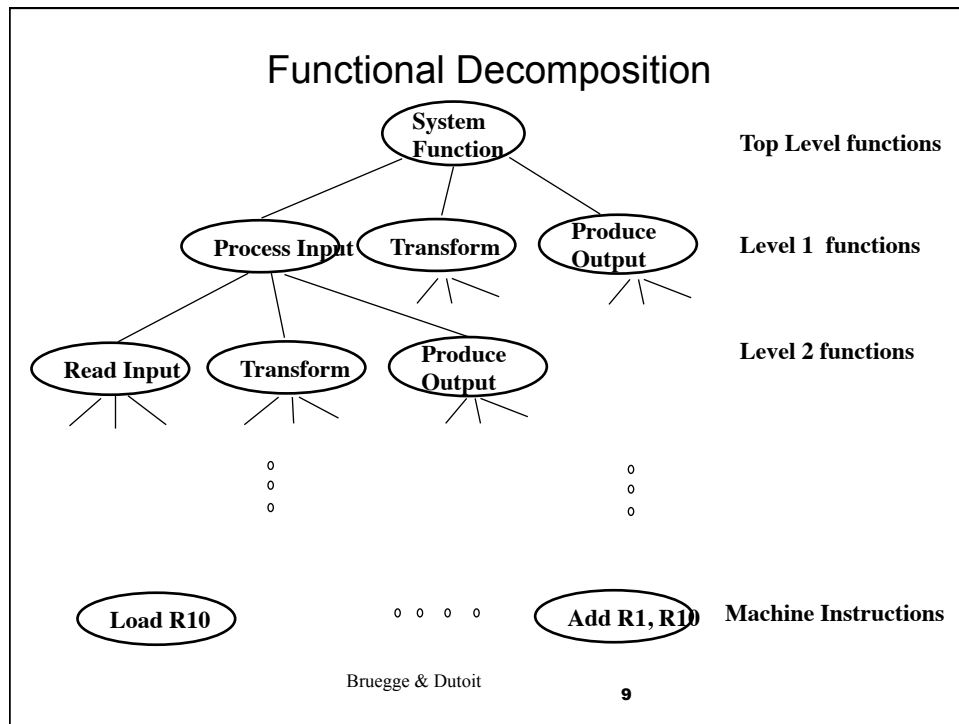 Functional Decomposition
System
Function
Top Level functions
Process Input
Transform
Produce
Output
Level 1 functions
Read Input
Transform
Produce
Output
Level 2 functions
Load R10
Add R1, R10
Machine Instructions
Bruegge & Dutoit
9